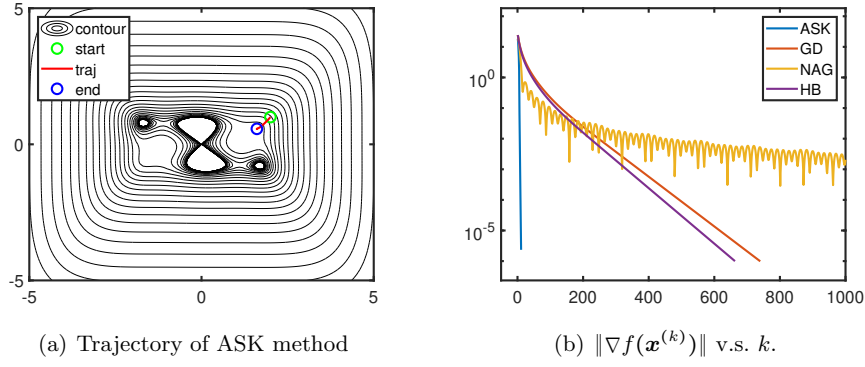 5
0
-5
-5
0
5
contour
start
traj
end
(a) Trajectory of ASK method
10^0
10^-5
0
200
400
600
800
1000
ASK
GD
NAG
HB
(b) ‖∇f(x^(k))‖ v.s. k.